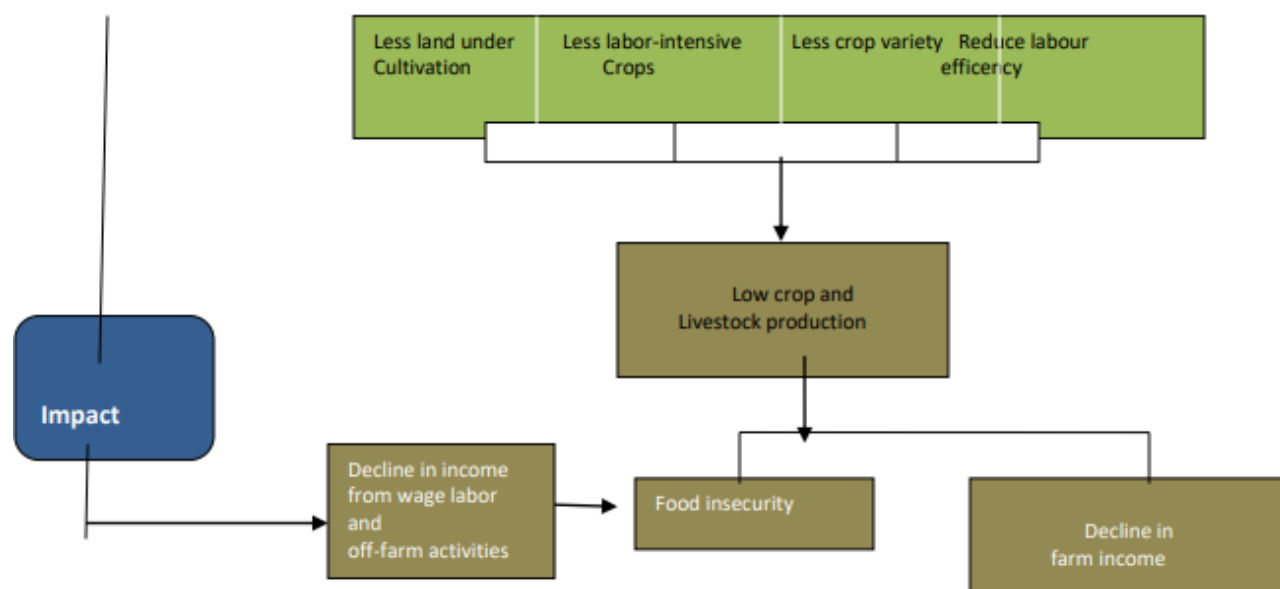 Less land under
Cultivation
Less labor-intensive
Crops
Less crop variety
Reduce labour
efficency
Low crop and
Livestock production
Impact
Decline in income
from wage labor
and
off-farm activities
Food insecurity
Decline in
farm income